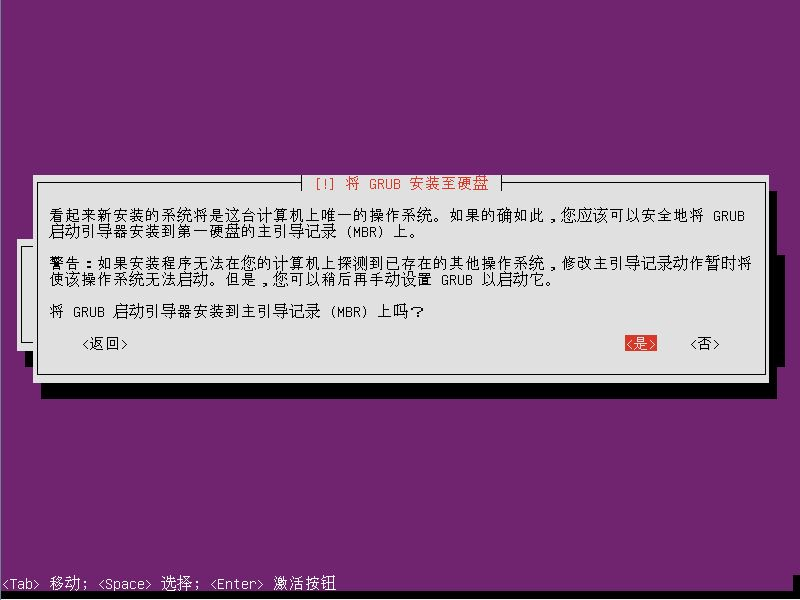 [!] 将 GRUB 安装至硬盘
看起来新安装的系统将是这台计算机上唯一的操作系统。如果的确如此，您应该可以安全地将 GRUB
启动引导器安装到第一硬盘的主引导记录 (MBR) 上。
警告：如果安装程序无法在您的计算机上探测到已存在的其他操作系统，修改主引导记录动作暂时将
使该操作系统无法启动。但是，您可以稍后再手动设置 GRUB 以启动它。
将 GRUB 启动引导器安装到主引导记录 (MBR) 上吗？
<返回> <是> <否>
<Tab> 移动; <Space> 选择; <Enter> 激活按钮